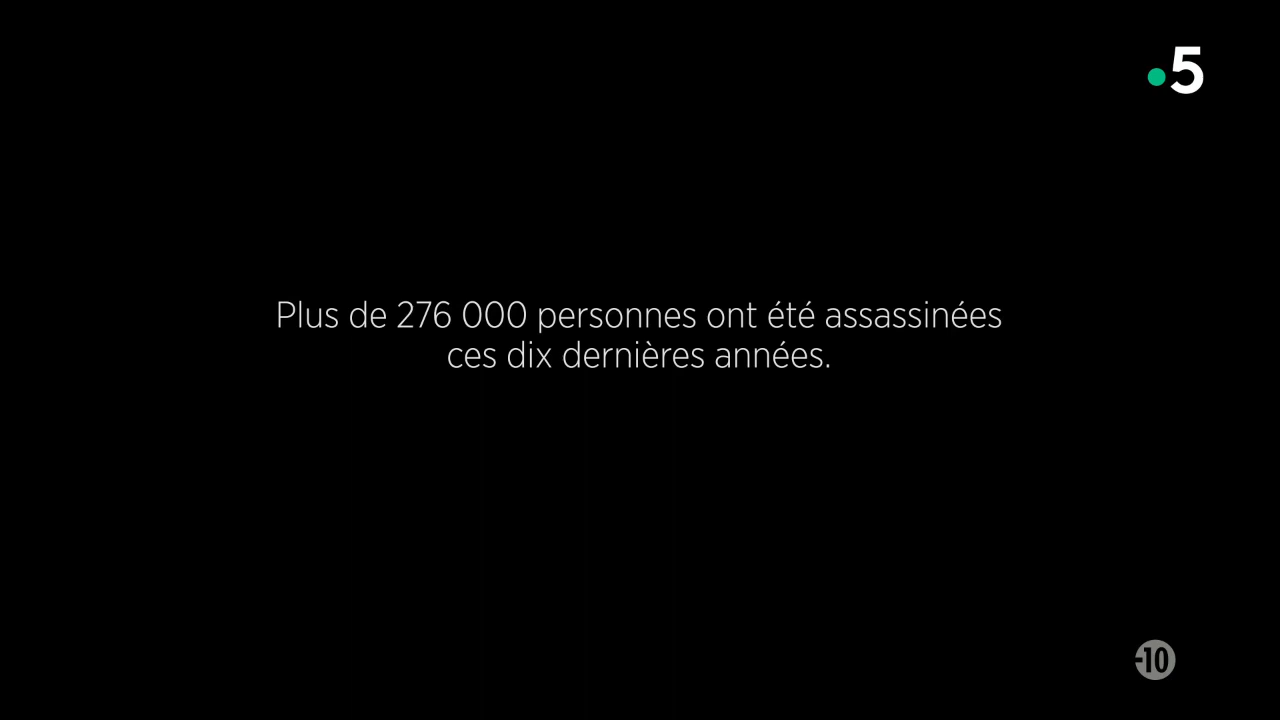 5
Plus de 276 000 personnes ont été assassinées
ces dix dernières années.
-10